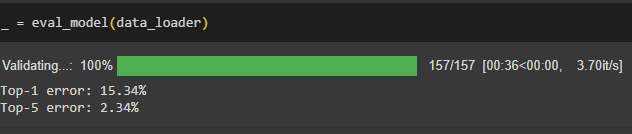 _ = eval_model(data_loader)
Validating...: 100% 157/157 [00:36<00:00, 3.70it/s]
Top-1 error: 15.34%
Top-5 error: 2.34%